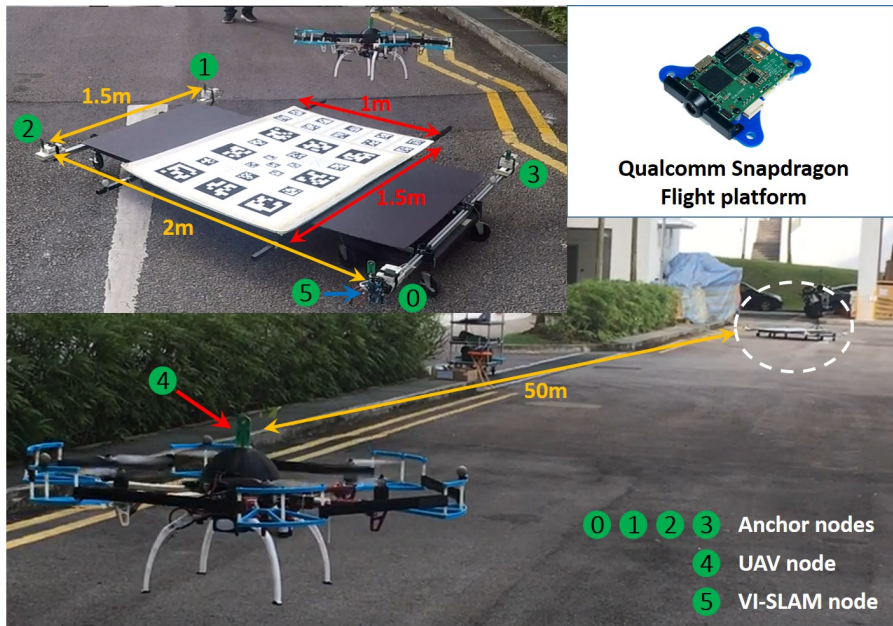 1
1.5m
2
1m
3
1.5m
2m
5
0
Qualcomm Snapdragon
Flight platform
4
50m
0 1 2 3 Anchor nodes
4 UAV node
5 VI-SLAM node